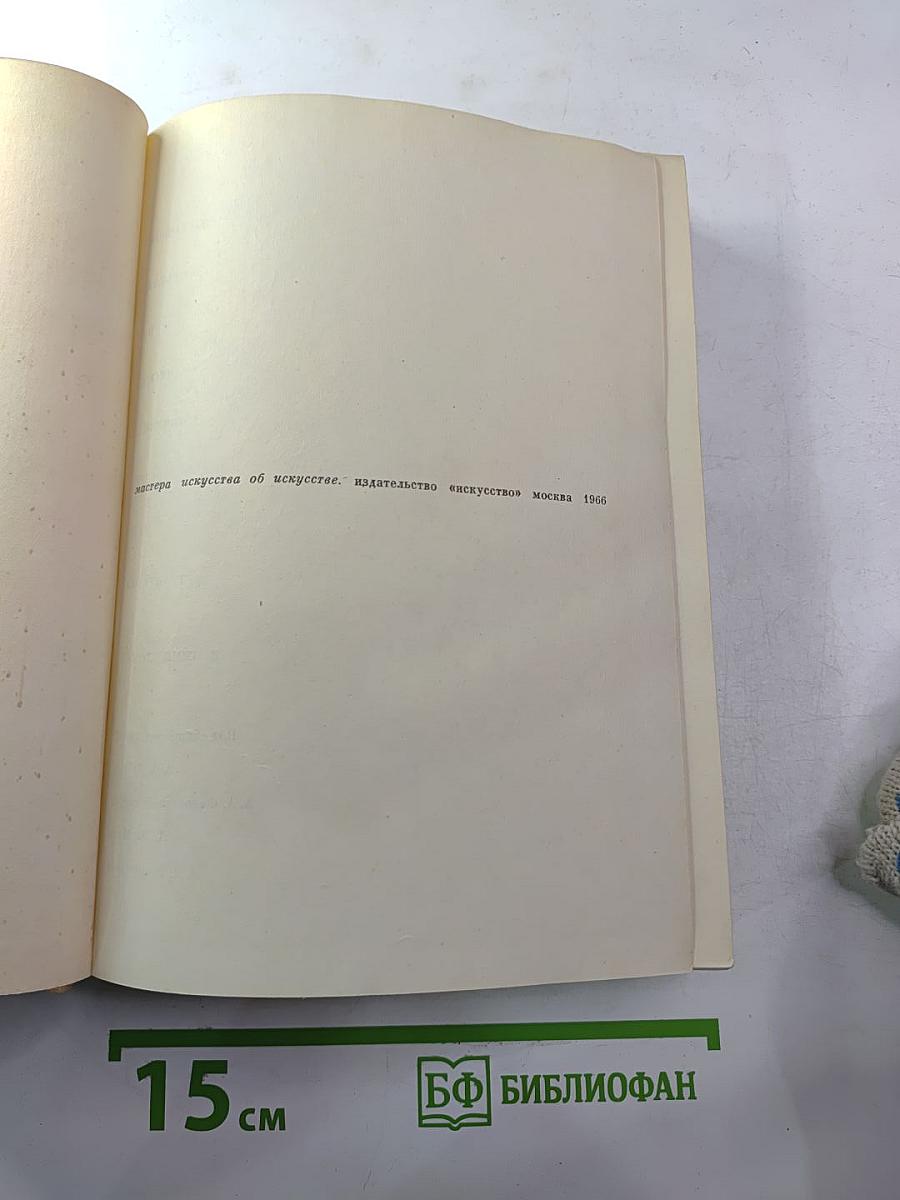 мастера искусства об искусстве. издательство «искусство» москва 1966
15 см
БФ БИБЛИОФАН